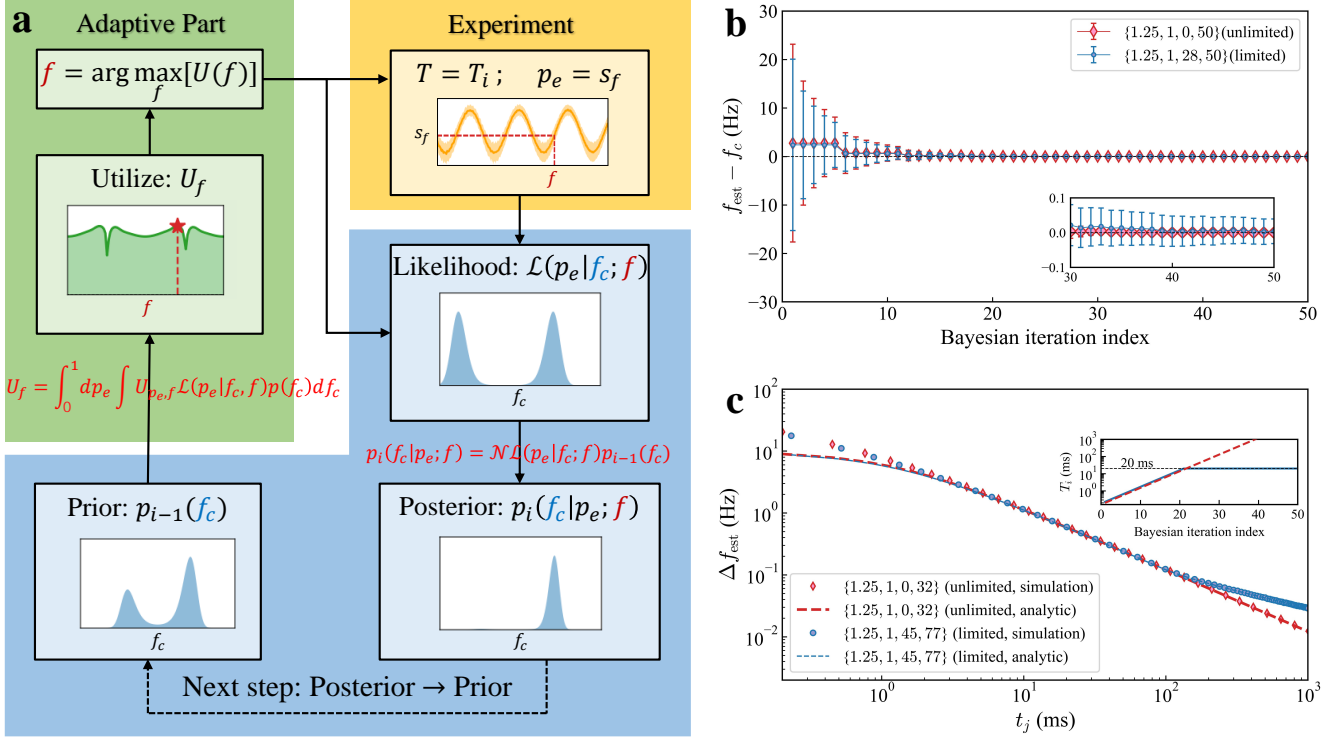 a
Adaptive Part
f = arg max[U(f)]
f
Utilize: U_f
f
U_f = ∫_0^1 dp_e ∫ U_{p_e,f} ℒ(p_e|f_c, f)p(f_c)df_c
Prior: p_{i−1}(f_c)
f_c
Experiment
T = T_i ; p_e = s_f
s_f
f
Likelihood: ℒ(p_e|f_c; f)
f_c
p_i(f_c|p_e; f) = 𝒩ℒ(p_e|f_c; f)p_{i−1}(f_c)
Posterior: p_i(f_c|p_e; f)
f_c
Next step: Posterior → Prior
b
30
20
10
0
−10
−20
−30
f_est − f_c (Hz)
{1.25, 1, 0, 50}(unlimited)
{1.25, 1, 28, 50}(limited)
0.1
0.0
−0.1
30 40 50
0 10 20 30 40 50
Bayesian iteration index
c
10^2
10^1
10^0
10^−1
10^−2
Δf_est (Hz)
10^3
10^2
10^1
10^0
T_i (ms)
20 ms
0 10 20 30 40 50
Bayesian iteration index
{1.25, 1, 0, 32} (unlimited, simulation)
{1.25, 1, 0, 32} (unlimited, analytic)
{1.25, 1, 45, 77} (limited, simulation)
{1.25, 1, 45, 77} (limited, analytic)
10^0 10^1 10^2 10^3
t_j (ms)